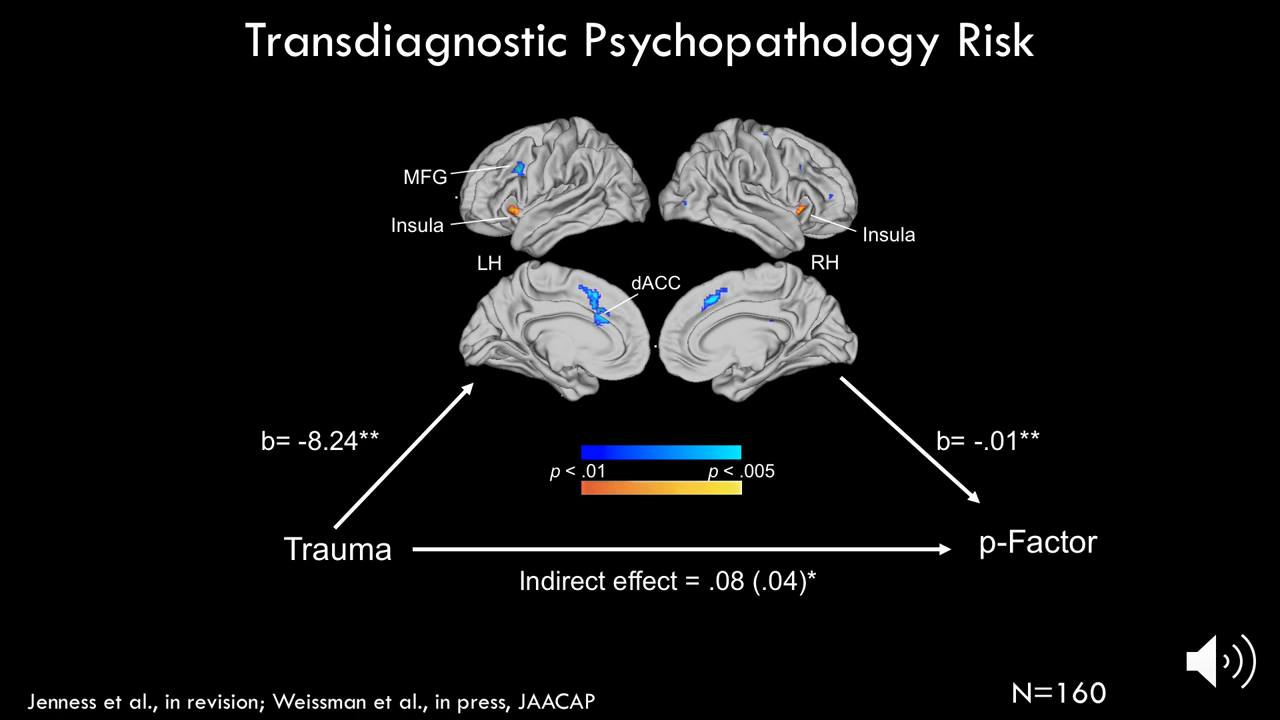 Transdiagnostic Psychopathology Risk
MFG
Insula
Insula
LH
RH
dACC
b= -8.24**
b= -.01**
p < .01
p < .005
Trauma
p-Factor
Indirect effect = .08 (.04)*
Jenness et al., in revision; Weissman et al., in press, JAACAP
N=160